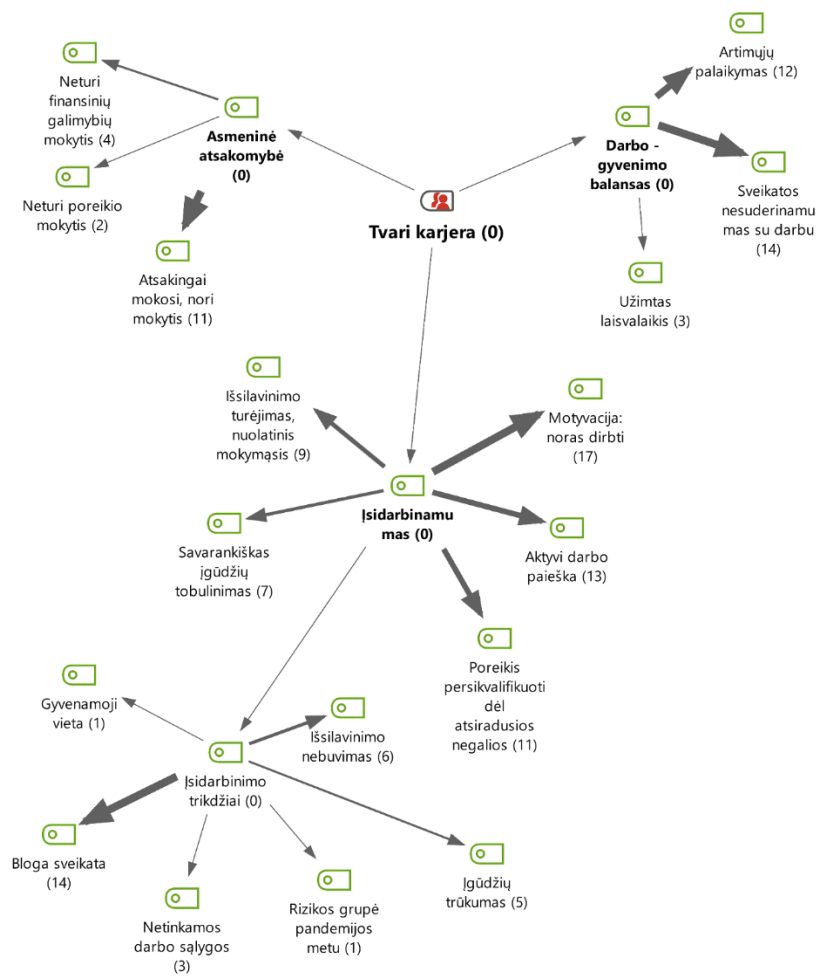 Artimųjų
palaikymas (12)
Neturi
finansinių
galimybių
mokytis (4)
Asmeninė
atsakomybė
(0)
Darbo -
gyvenimo
balansas (0)
Sveikatos
nesuderinamu
mas su darbu
(14)
Neturi poreikio
mokytis (2)
Tvari karjera (0)
Atsakingai
mokosi, nori
mokytis (11)
Užimtas
laisvalaikis (3)
Išsilavinimo
turėjimas,
nuolatinis
mokymąsis (9)
Motyvacija:
noras dirbti
(17)
Įsidarbinamu
mas (0)
Savarankiškas
įgūdžių
tobulinimas (7)
Aktyvi darbo
paieška (13)
Poreikis
persikvalifikuoti
dėl
atsiradusios
negalios (11)
Gyvenamoji
vieta (1)
Išsilavinimo
nebuvimas (6)
Įsidarbinimo
trikdžiai (0)
Bloga sveikata
(14)
Įgūdžių
trūkumas (5)
Netinkamos
darbo sąlygos
(3)
Rizikos grupė
pandemijos
metu (1)